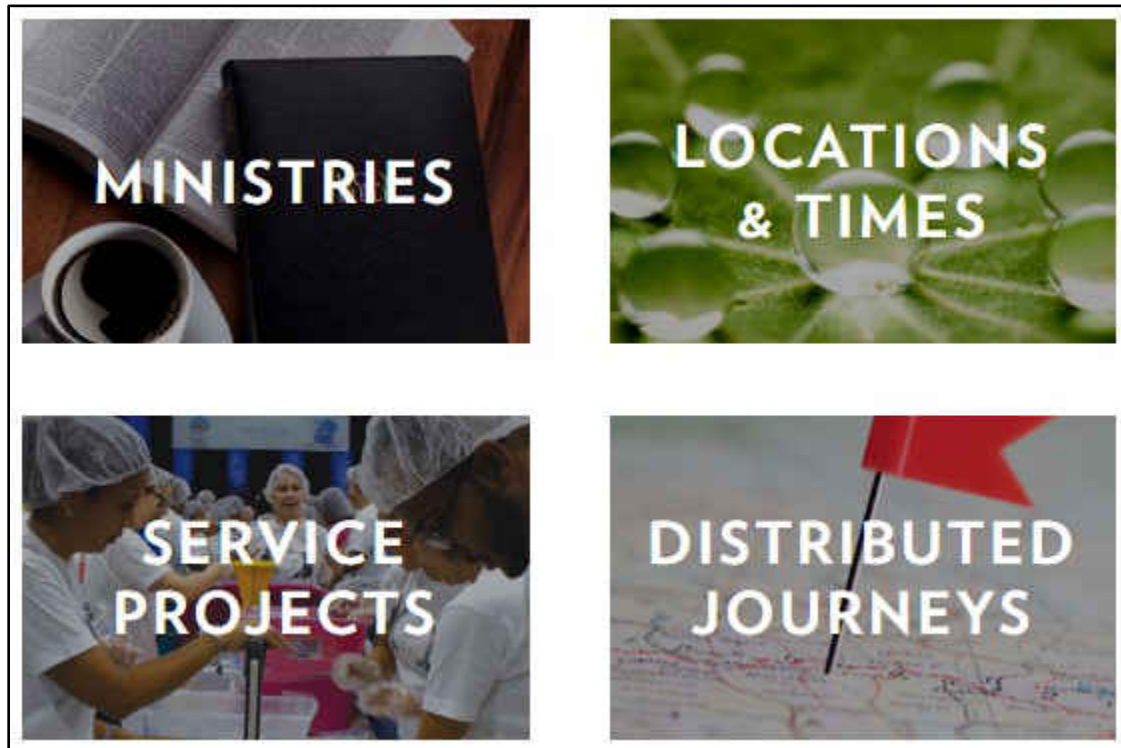 MINISTRIES
LOCATIONS
& TIMES
SERVICE
PROJECTS
DISTRIBUTED
JOURNEYS